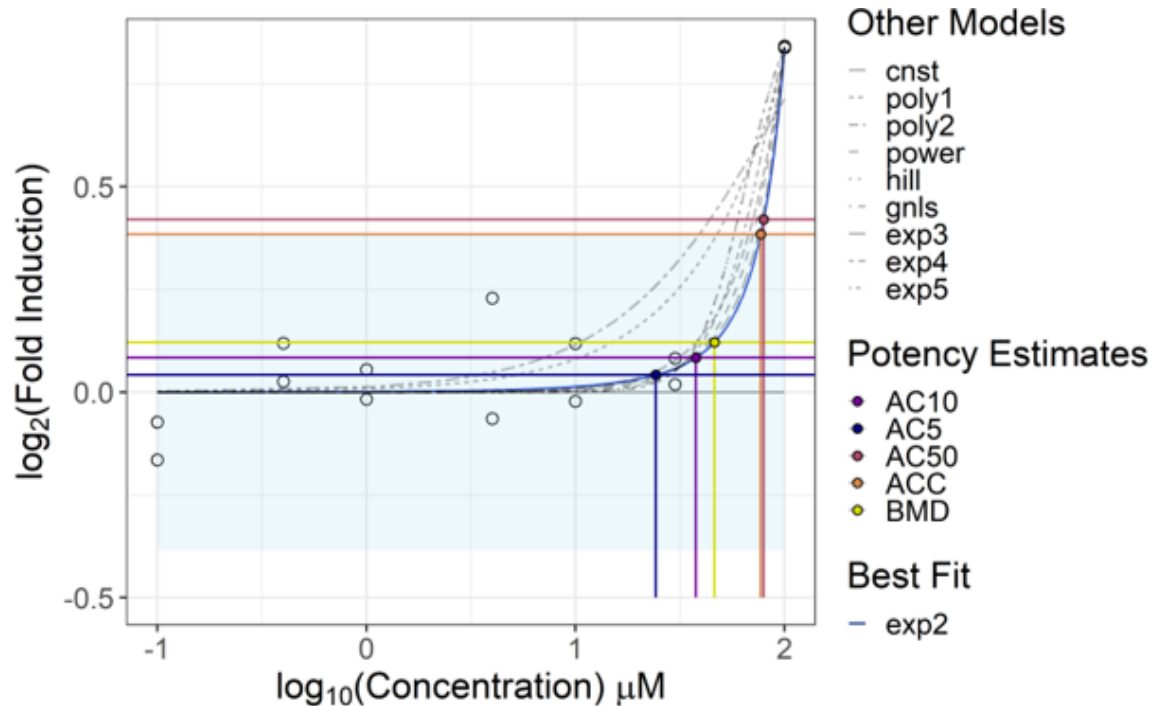 Other Models
cnst
poly1
poly2
power
hill
gnls
exp3
exp4
exp5
Potency Estimates
AC10
AC5
AC50
ACC
BMD
Best Fit
exp2
log2(Fold Induction)
0.5
0.0
-0.5
-1
0
1
2
log10(Concentration) μM